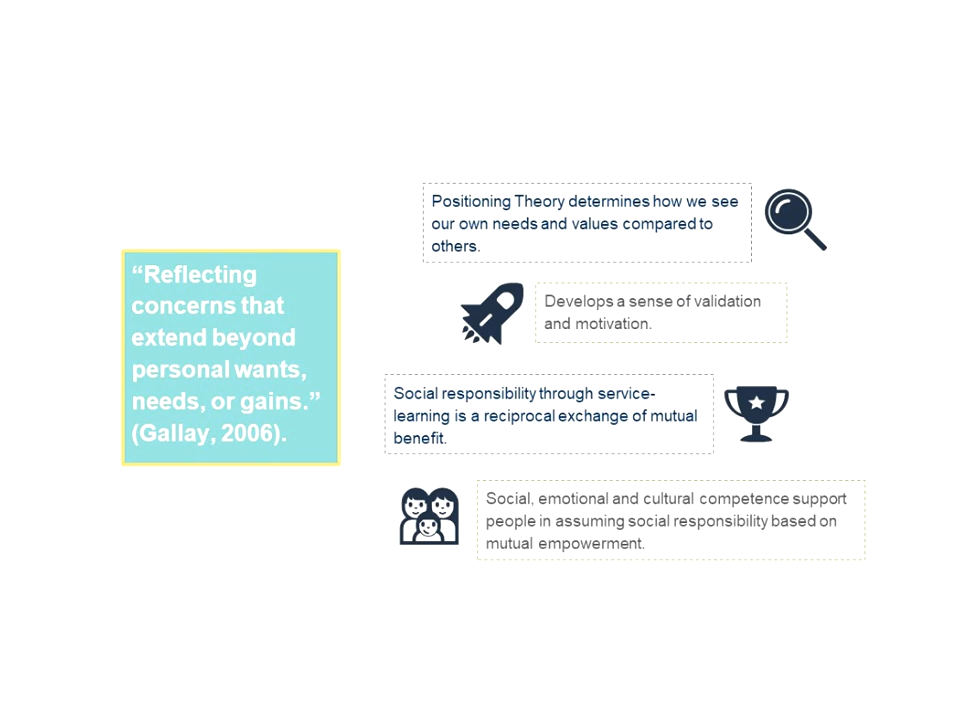 “Reflecting
concerns that
extend beyond
personal wants,
needs, or gains.”
(Gallay, 2006).
Positioning Theory determines how we see
our own needs and values compared to
others.
Develops a sense of validation
and motivation.
Social responsibility through service-
learning is a reciprocal exchange of mutual
benefit.
Social, emotional and cultural competence support
people in assuming social responsibility based on
mutual empowerment.